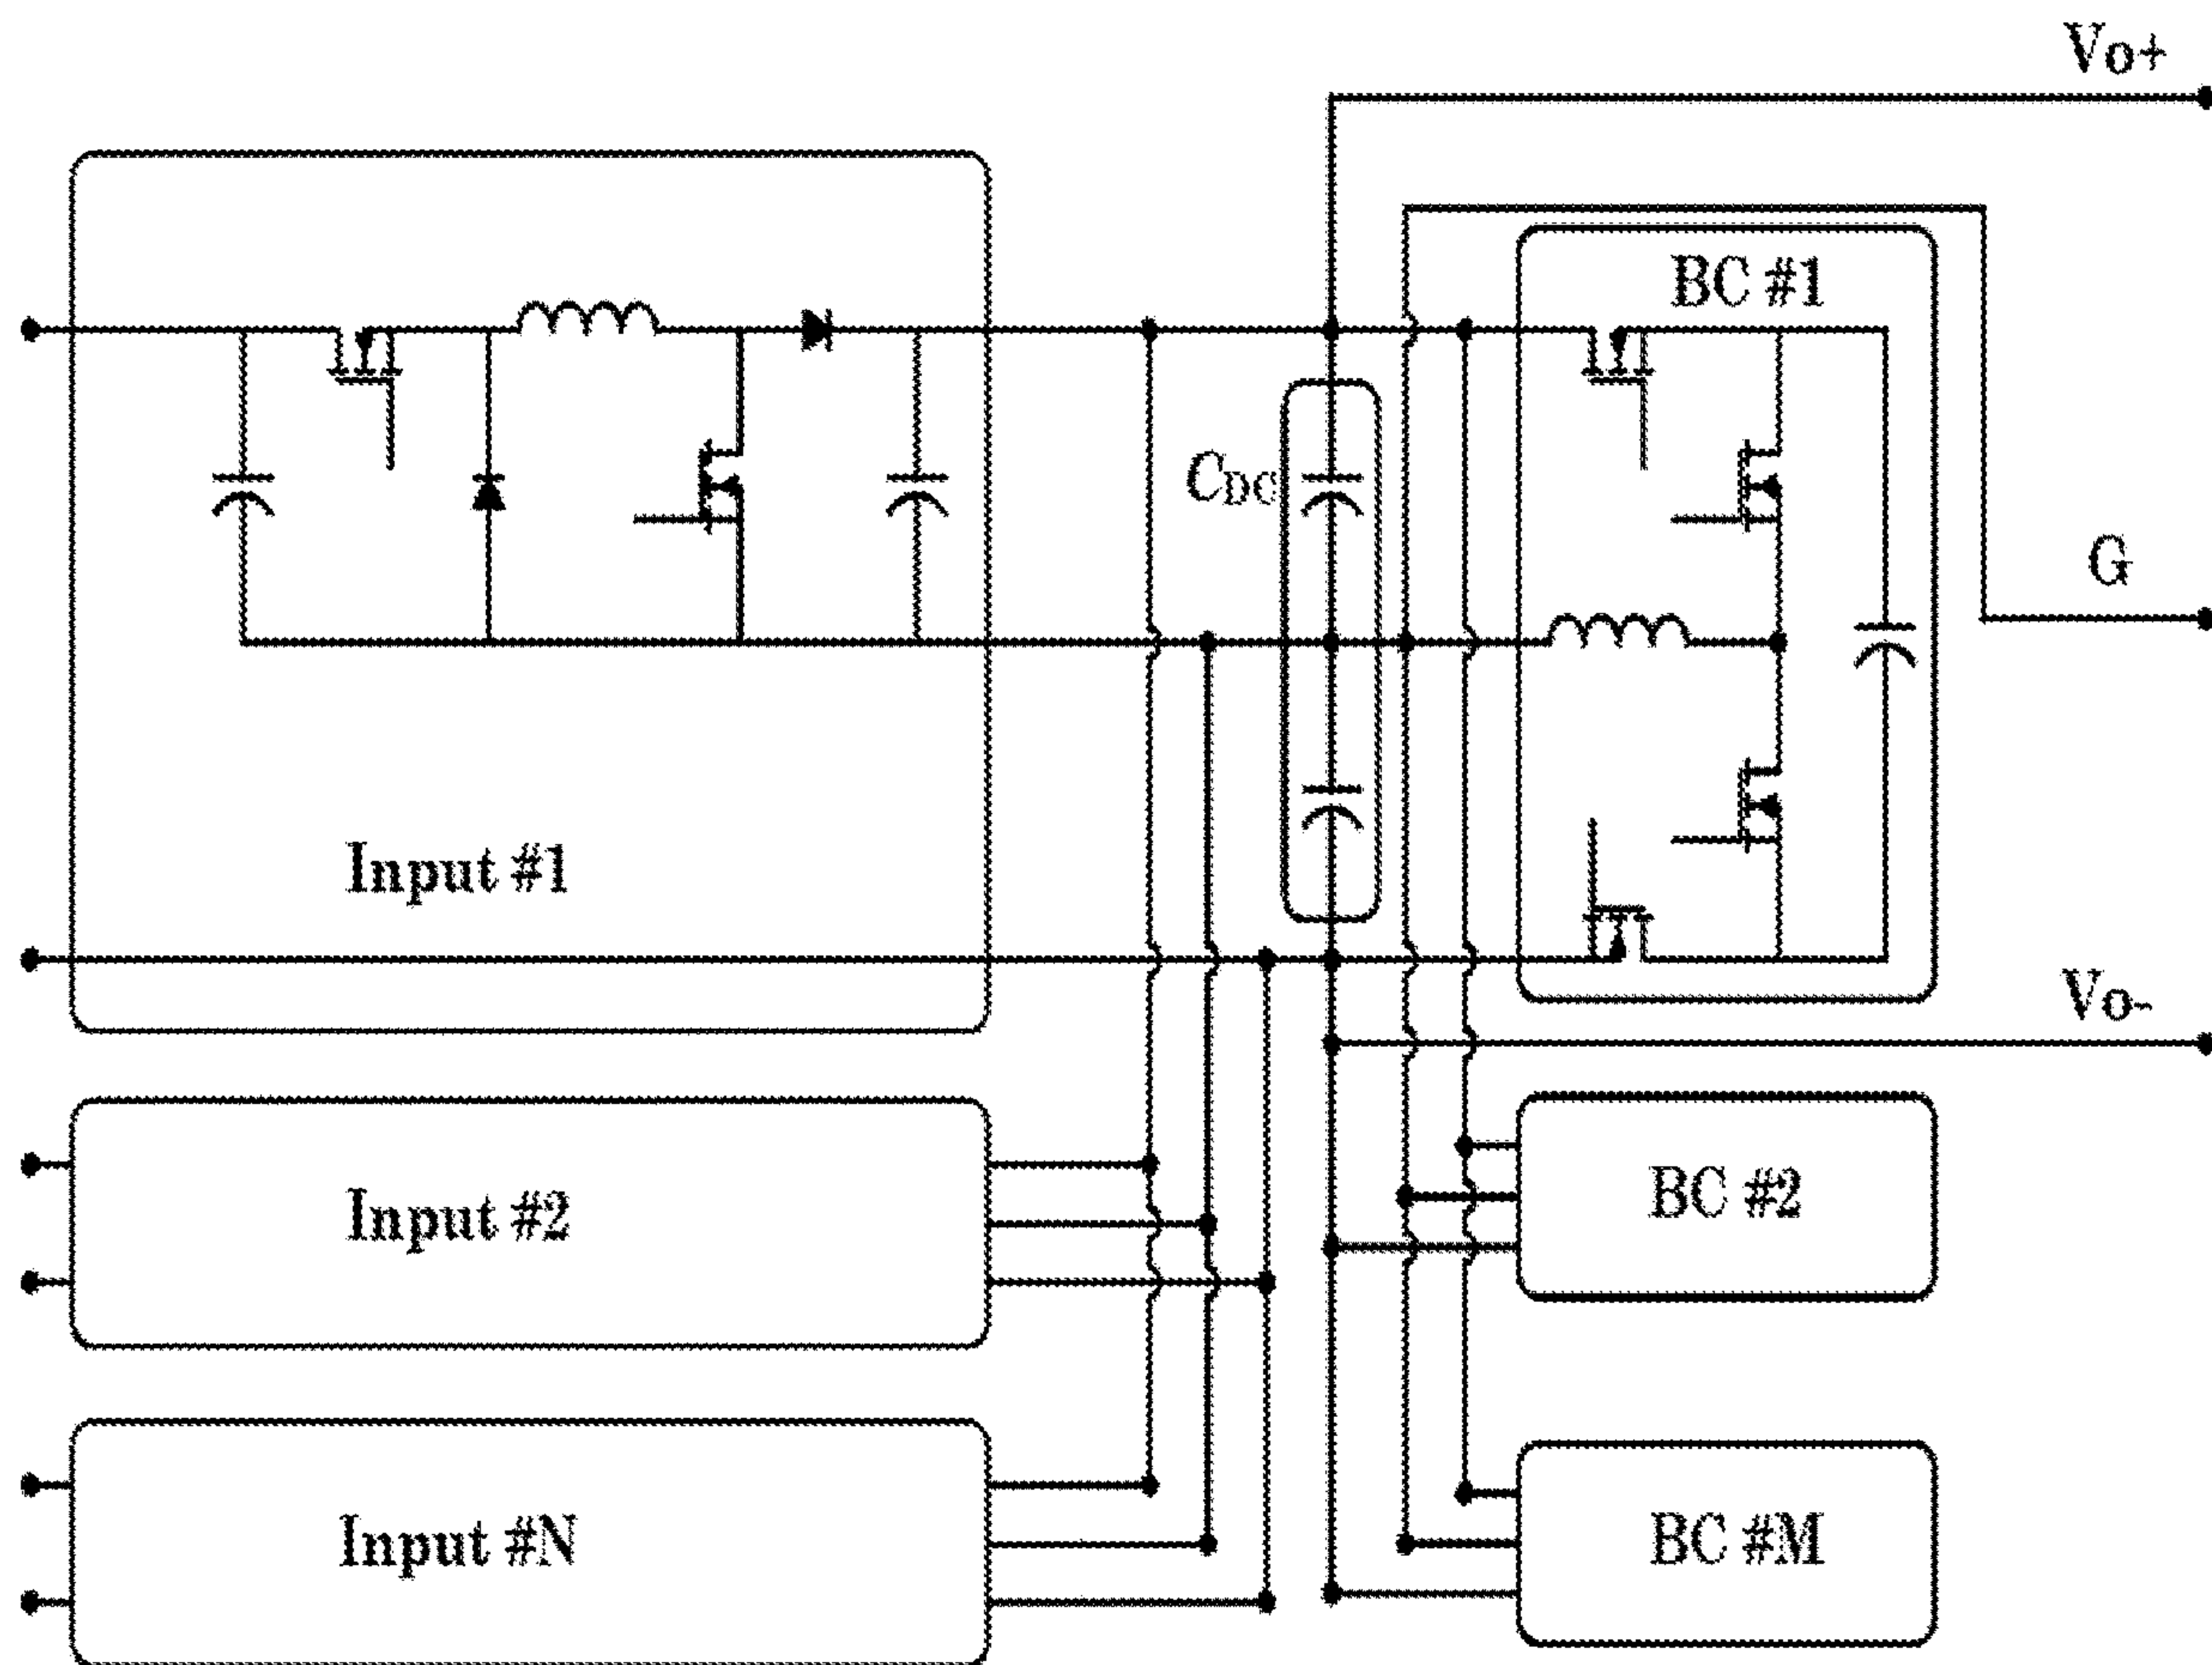 Vo+
BC #1
CDC
G
Input #1
Vo-
Input #2
BC #2
Input #N
BC #M